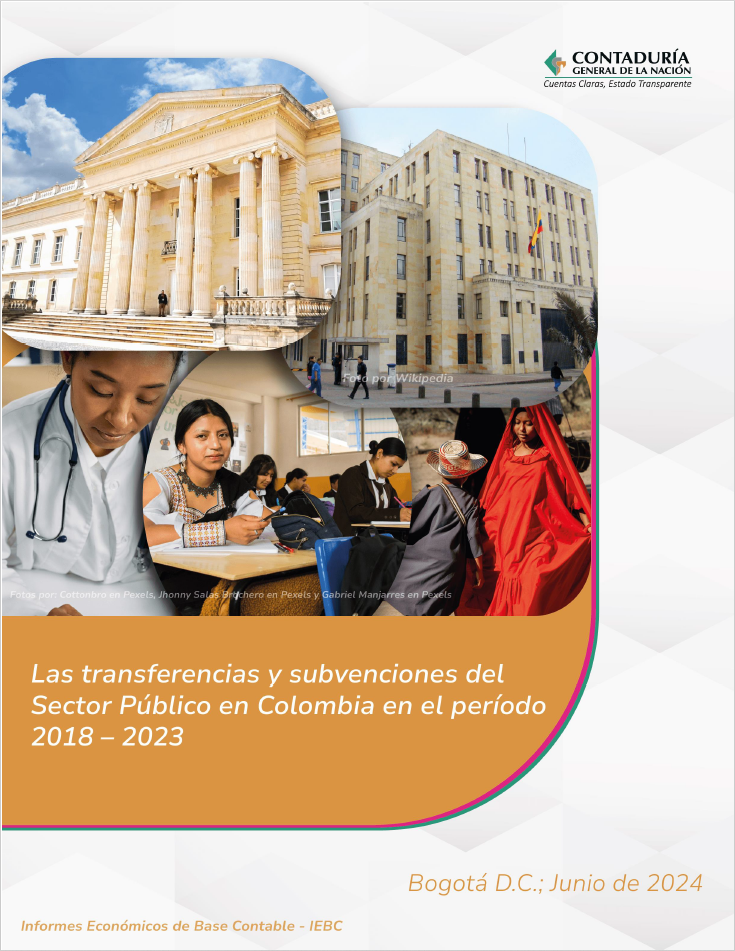 CONTADURÍA
GENERAL DE LA NACIÓN
Cuentas Claras, Estado Transparente
Foto por Wikipedia
Fotos por: Cottonbro en Pexels, Jhonny Salas Brochero en Pexels y Gabriel Manjarres en Pexels
Las transferencias y subvenciones del
Sector Público en Colombia en el período
2018 – 2023
Bogotá D.C.; Junio de 2024
Informes Económicos de Base Contable - IEBC